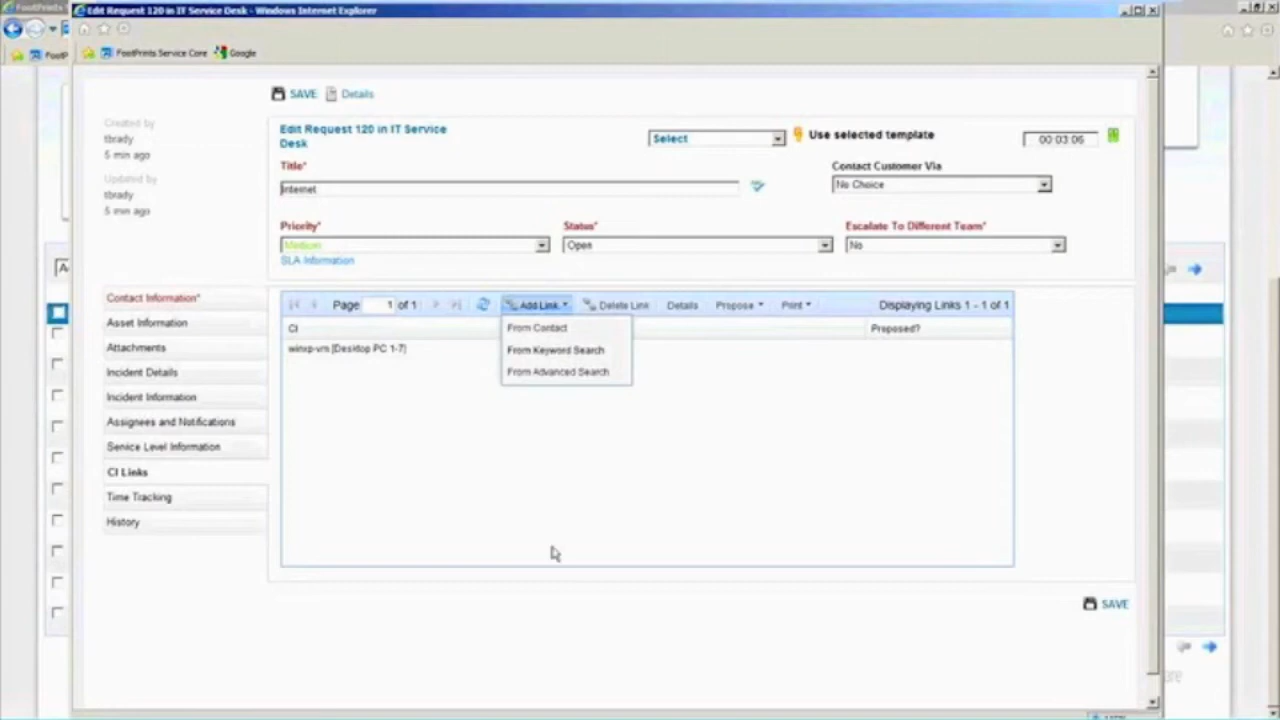 Edit Request 120 in IT Service Desk - Windows Internet Explorer
FootPrints Service Core Google
SAVE Details
Created by
tbrady
5 min ago
Updated by
tbrady
5 min ago
Edit Request 120 in IT Service Desk
Select
Use selected template
00:03:06
Title*
Internet
Contact Customer Via
No Choice
Priority* Status* Escalate To Different Team*
Medium Open No
SLA Information
Contact Information*
Asset Information
Attachments
Incident Details
Incident Information
Assignees and Notifications
Service Level Information
CI Links
Time Tracking
History
Page 1 of 1 Add Link Delete Link Details Propose Print Displaying Links 1 - 1 of 1
CI Proposed?
winxp-vm [Desktop PC 1-7]
From Contact
From Keyword Search
From Advanced Search
SAVE